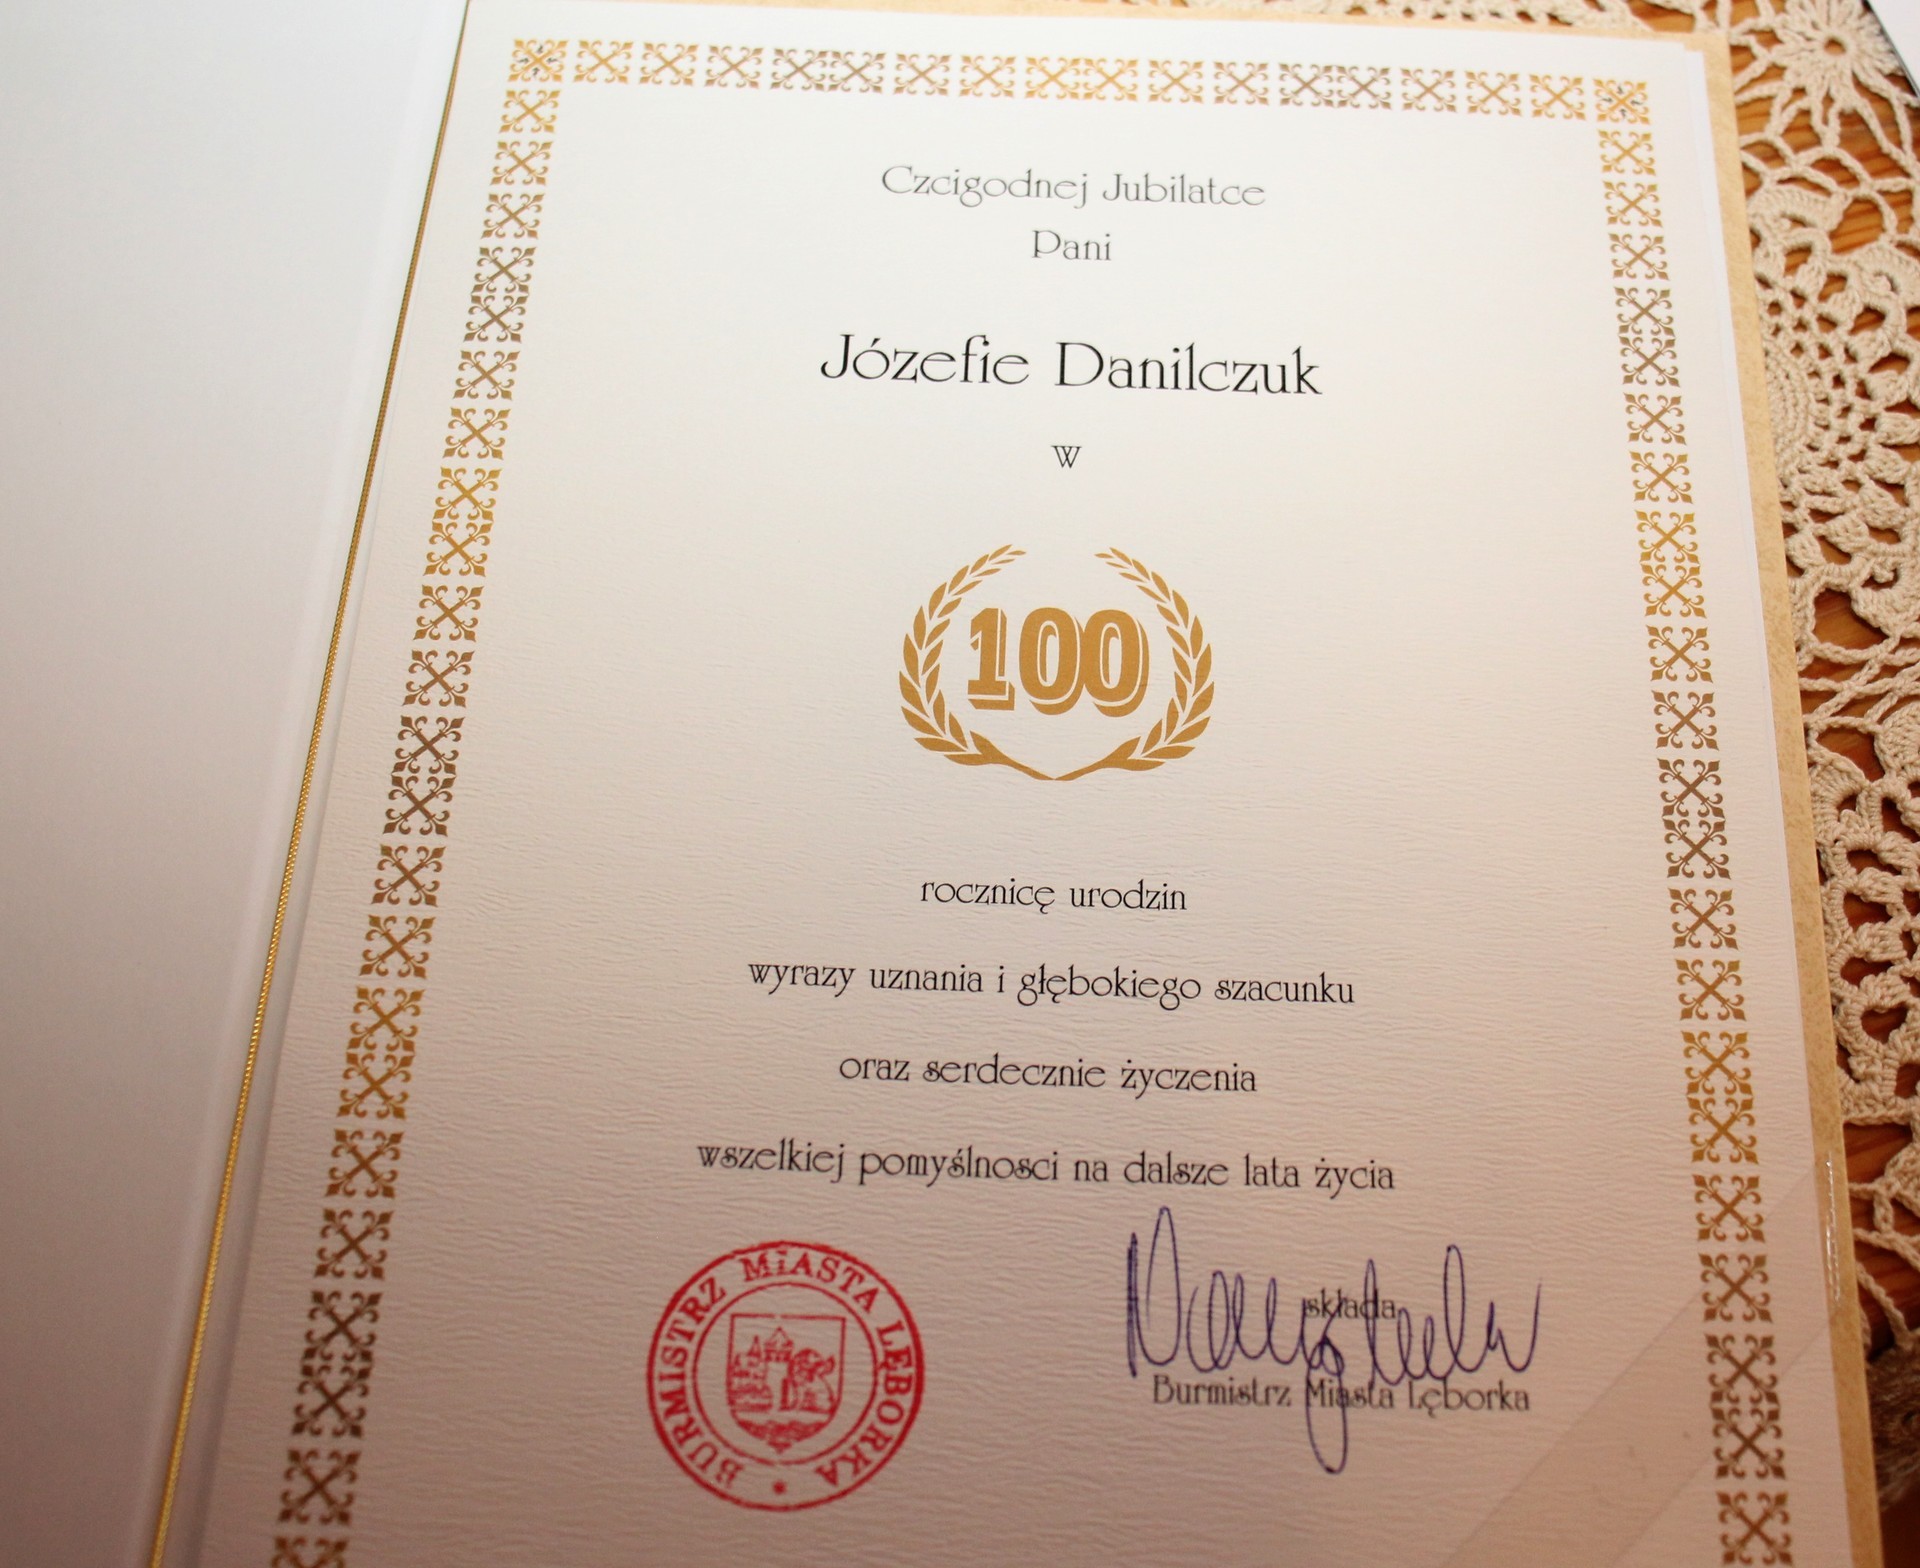 Czcigodnej Jubilatce
Pani
Józefie Danilczuk
w
100
rocznicę urodzin
wyrazy uznania i głębokiego szacunku
oraz serdecznie życzenia
wszelkiej pomyślnosci na dalsze lata życia
składa
Burmistrz Miasta Lęborka
BURMISTRZ MIASTA LĘBORKA *